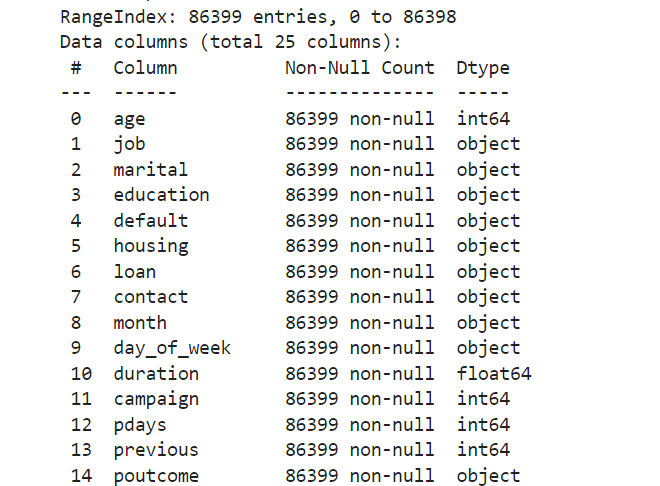 RangeIndex: 86399 entries, 0 to 86398
Data columns (total 25 columns):
 #   Column          Non-Null Count  Dtype
---  ------          --------------  -----
 0   age             86399 non-null  int64
 1   job             86399 non-null  object
 2   marital         86399 non-null  object
 3   education       86399 non-null  object
 4   default         86399 non-null  object
 5   housing         86399 non-null  object
 6   loan            86399 non-null  object
 7   contact         86399 non-null  object
 8   month           86399 non-null  object
 9   day_of_week     86399 non-null  object
 10  duration        86399 non-null  float64
 11  campaign        86399 non-null  int64
 12  pdays           86399 non-null  int64
 13  previous        86399 non-null  int64
 14  poutcome        86399 non-null  object